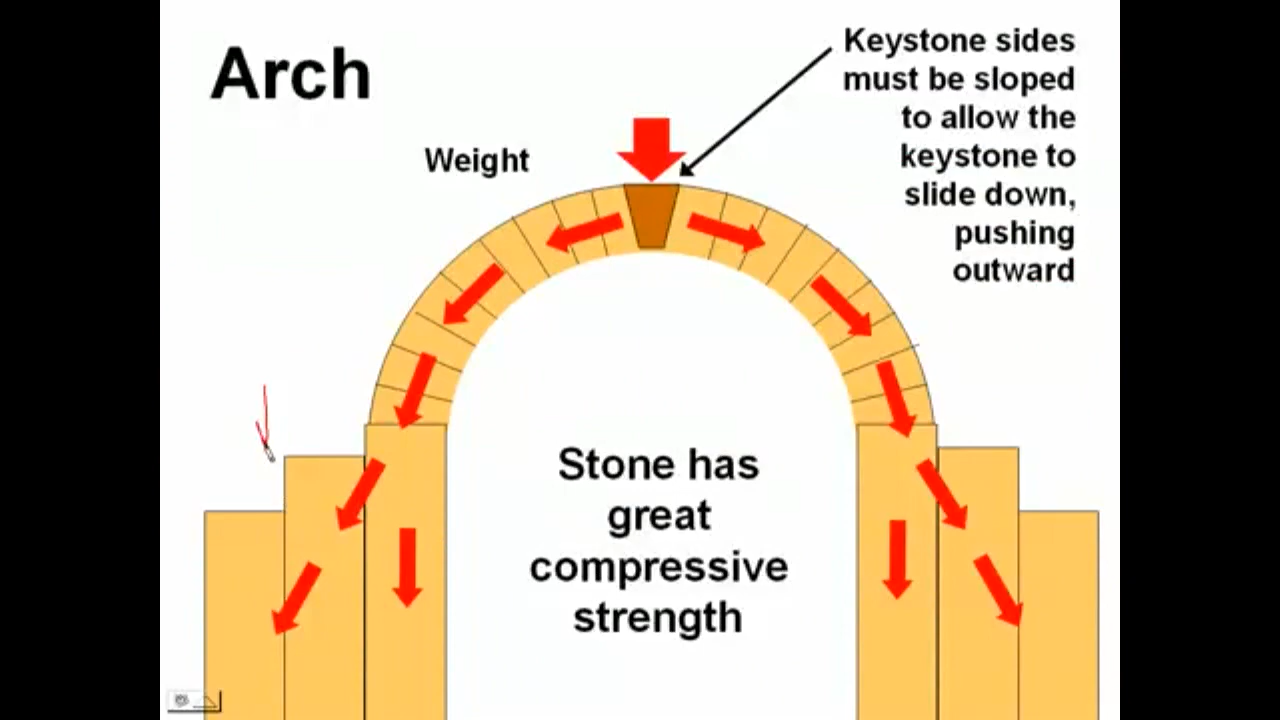 Arch
Weight
Keystone sides
must be sloped
to allow the
keystone to
slide down,
pushing
outward
Stone has
great
compressive
strength